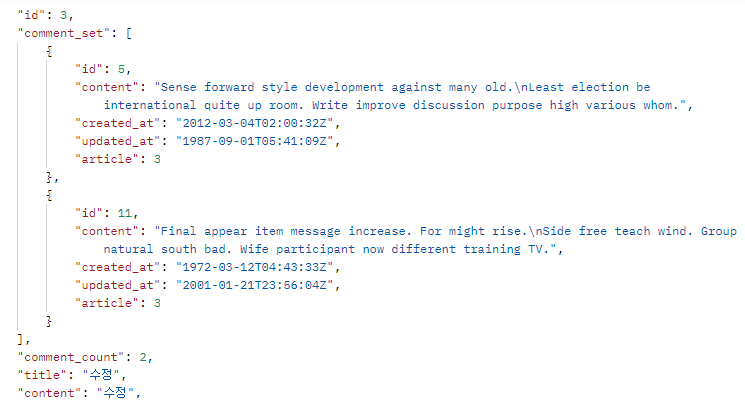 "id": 3,
"comment_set": [
{
"id": 5,
"content": "Sense forward style development against many old.\nLeast election be
international quite up room. Write improve discussion purpose high various whom.",
"created_at": "2012-03-04T02:00:32Z",
"updated_at": "1987-09-01T05:41:09Z",
"article": 3
},
{
"id": 11,
"content": "Final appear item message increase. For might rise.\nSide free teach wind. Group
natural south bad. Wife participant now different training TV.",
"created_at": "1972-03-12T04:43:33Z",
"updated_at": "2001-01-21T23:56:04Z",
"article": 3
}
],
"comment_count": 2,
"title": "수정",
"content": "수정",